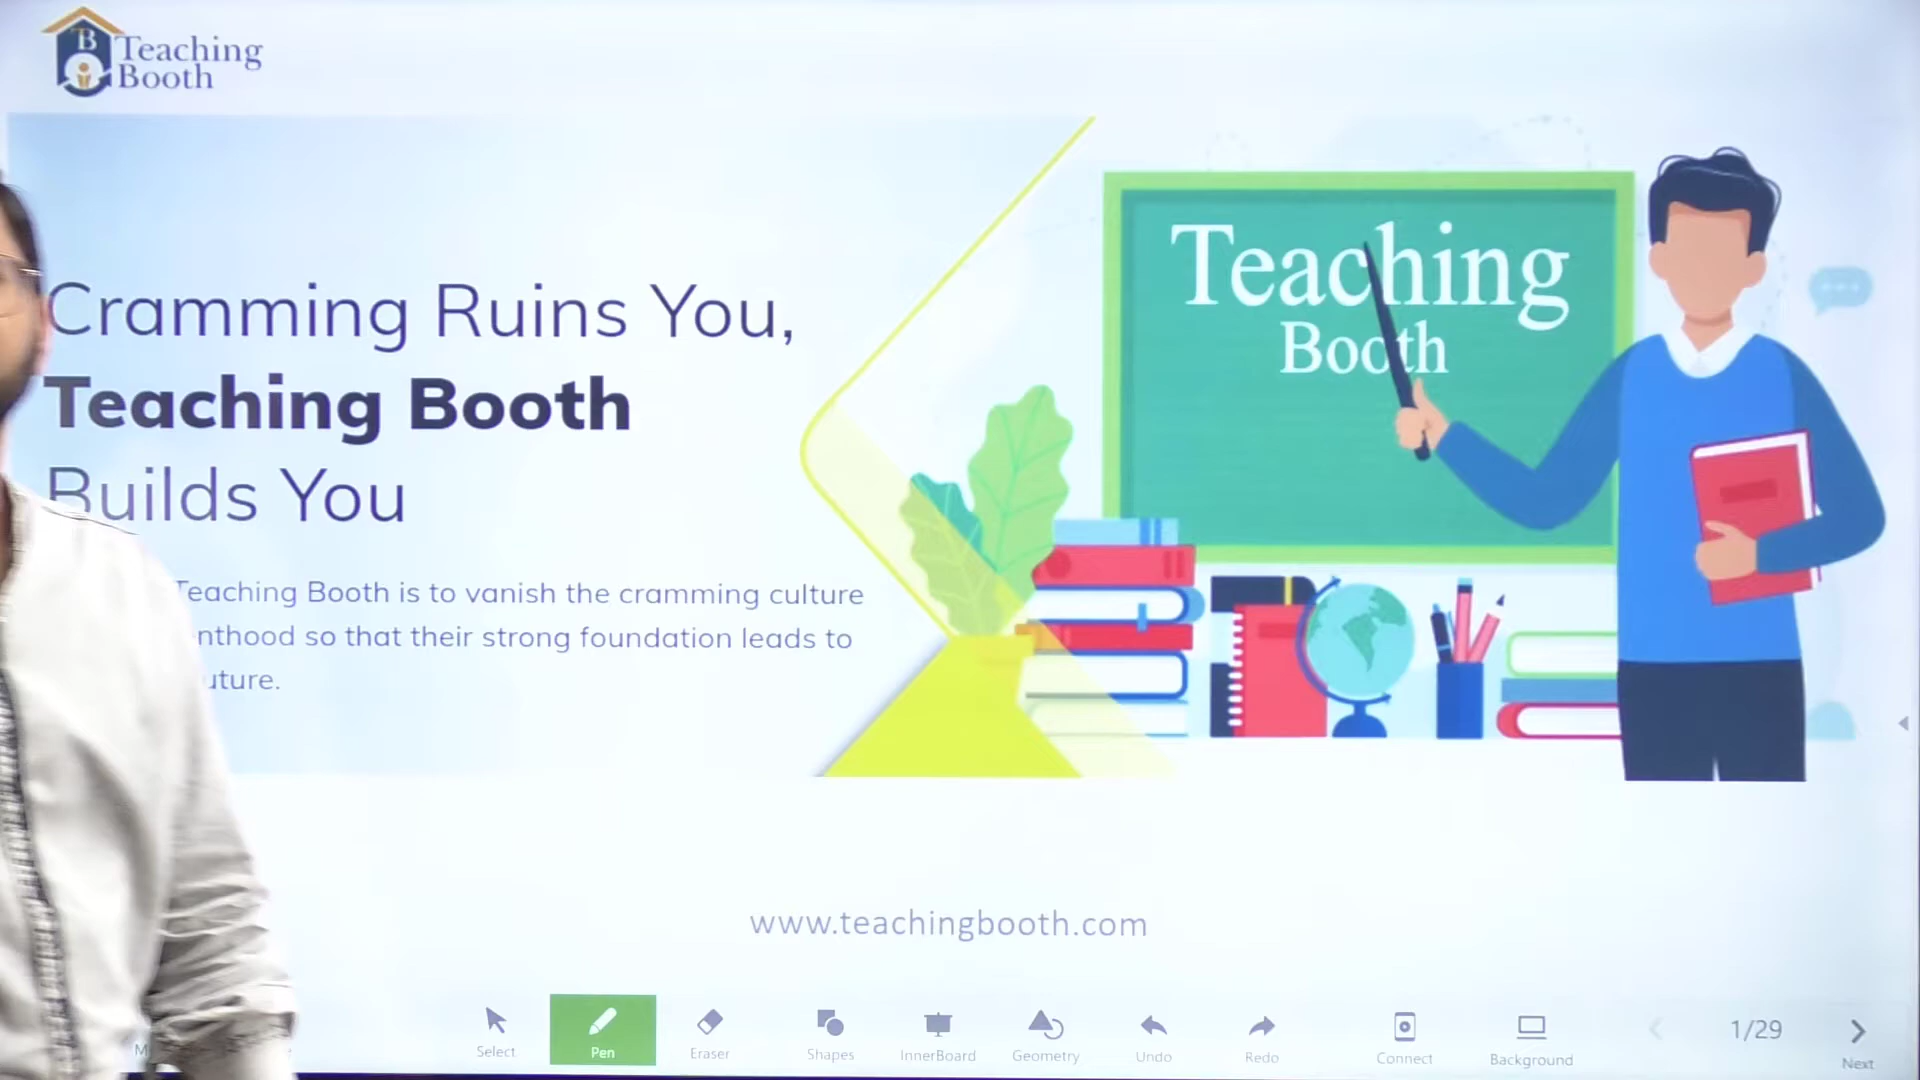 TB Teaching
Booth
Cramming Ruins You,
Teaching Booth
Builds You
Teaching Booth is to vanish the cramming culture
so that their strong foundation leads to
Teaching
Booth
www.teachingbooth.com
Select
Pen
Eraser
Shapes
InnerBoard
Geometry
Undo
Redo
Connect
Background
1/29
Next